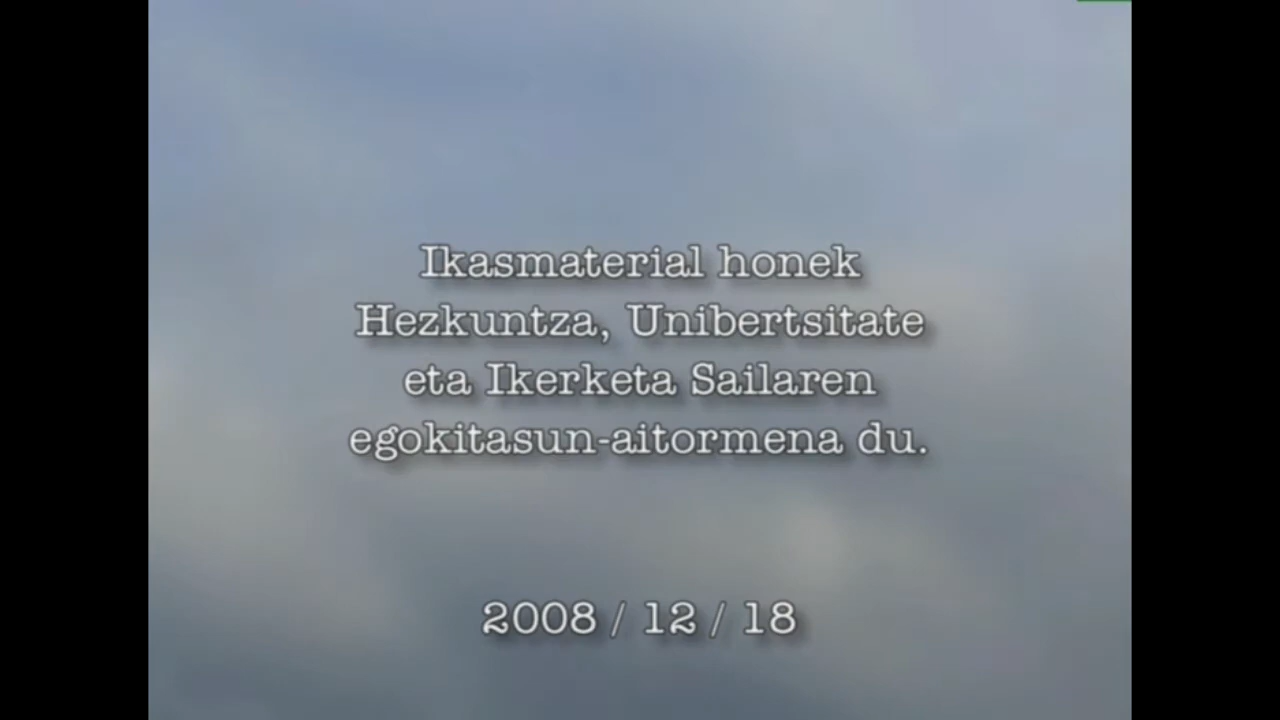 Ikasmaterial honek
Hezkuntza, Unibertsitate
eta Ikerketa Sailaren
egokitasun-aitormena du.
2008 / 12 / 18